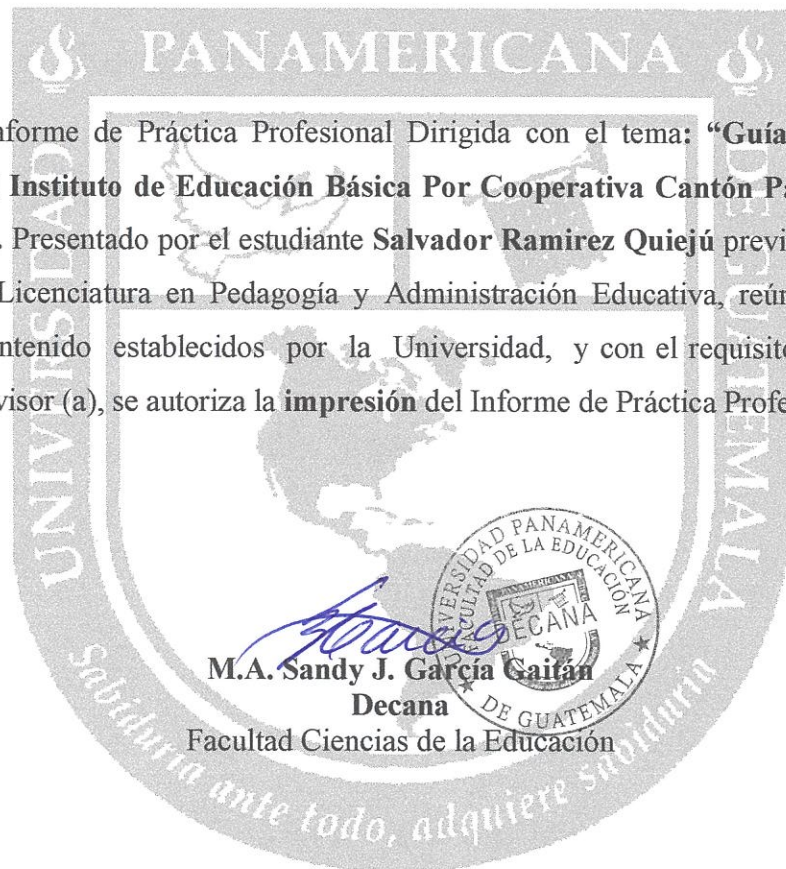 PANAMERICANA
UNIVERSIDAD
DE GUATEMALA
nforme de Práctica Profesional Dirigida con el tema: “Guía
Instituto de Educación Básica Por Cooperativa Cantón Pa
. Presentado por el estudiante Salvador Ramirez Quiejú previ
Licenciatura en Pedagogía y Administración Educativa, reún
ntenido establecidos por la Universidad, y con el requisito
visor (a), se autoriza la impresión del Informe de Práctica Profe
UNIVERSIDAD PANAMERICANA
FACULTAD DE LA EDUCACIÓN
PANAMERICANA
DECANA
DE GUATEMALA
M.A. Sandy J. García Gaitán
Decana
Facultad Ciencias de la Educación
Sabiduría ante todo, adquiere sabiduría